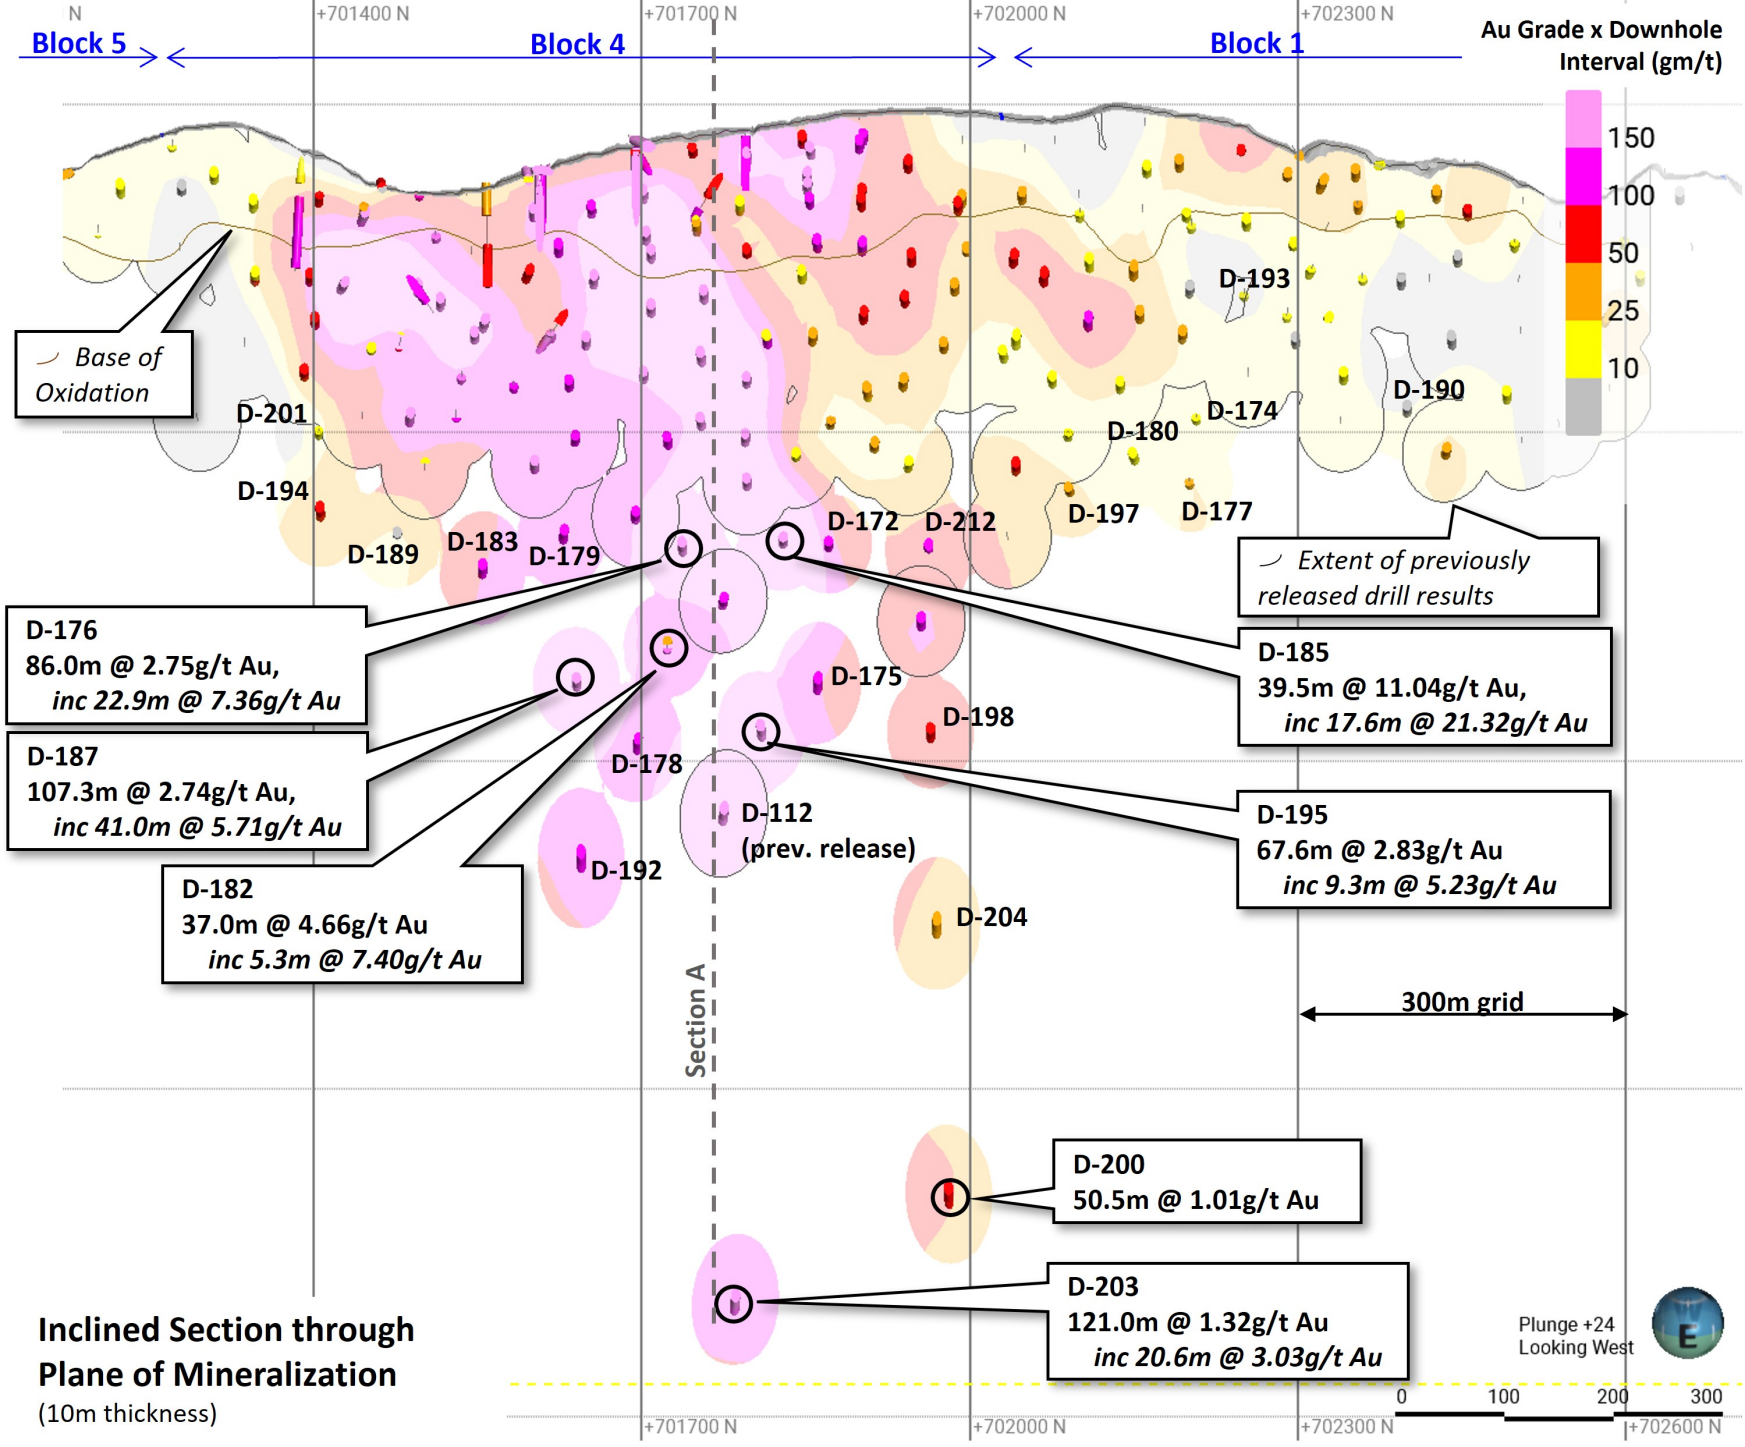 N
+701400 N
+701700 N
+702000 N
+702300 N
Block 5
Block 4
Block 1
Au Grade x Downhole
Interval (gm/t)
150
100
50
25
10
D-193
Base of
Oxidation
D-201
D-190
D-174
D-180
D-194
D-197
D-177
D-172
D-212
D-189
D-183
D-179
Extent of previously
released drill results
D-176
86.0m @ 2.75g/t Au,
inc 22.9m @ 7.36g/t Au
D-185
39.5m @ 11.04g/t Au,
inc 17.6m @ 21.32g/t Au
D-175
D-198
D-187
107.3m @ 2.74g/t Au,
inc 41.0m @ 5.71g/t Au
D-178
D-112
(prev. release)
D-195
67.6m @ 2.83g/t Au
inc 9.3m @ 5.23g/t Au
D-192
D-182
37.0m @ 4.66g/t Au
inc 5.3m @ 7.40g/t Au
D-204
Section A
300m grid
D-200
50.5m @ 1.01g/t Au
D-203
121.0m @ 1.32g/t Au
inc 20.6m @ 3.03g/t Au
Inclined Section through
Plane of Mineralization
(10m thickness)
Plunge +24
Looking West
E
0 100 200 300
+701700 N
+702000 N
+702300 N
+702600 N